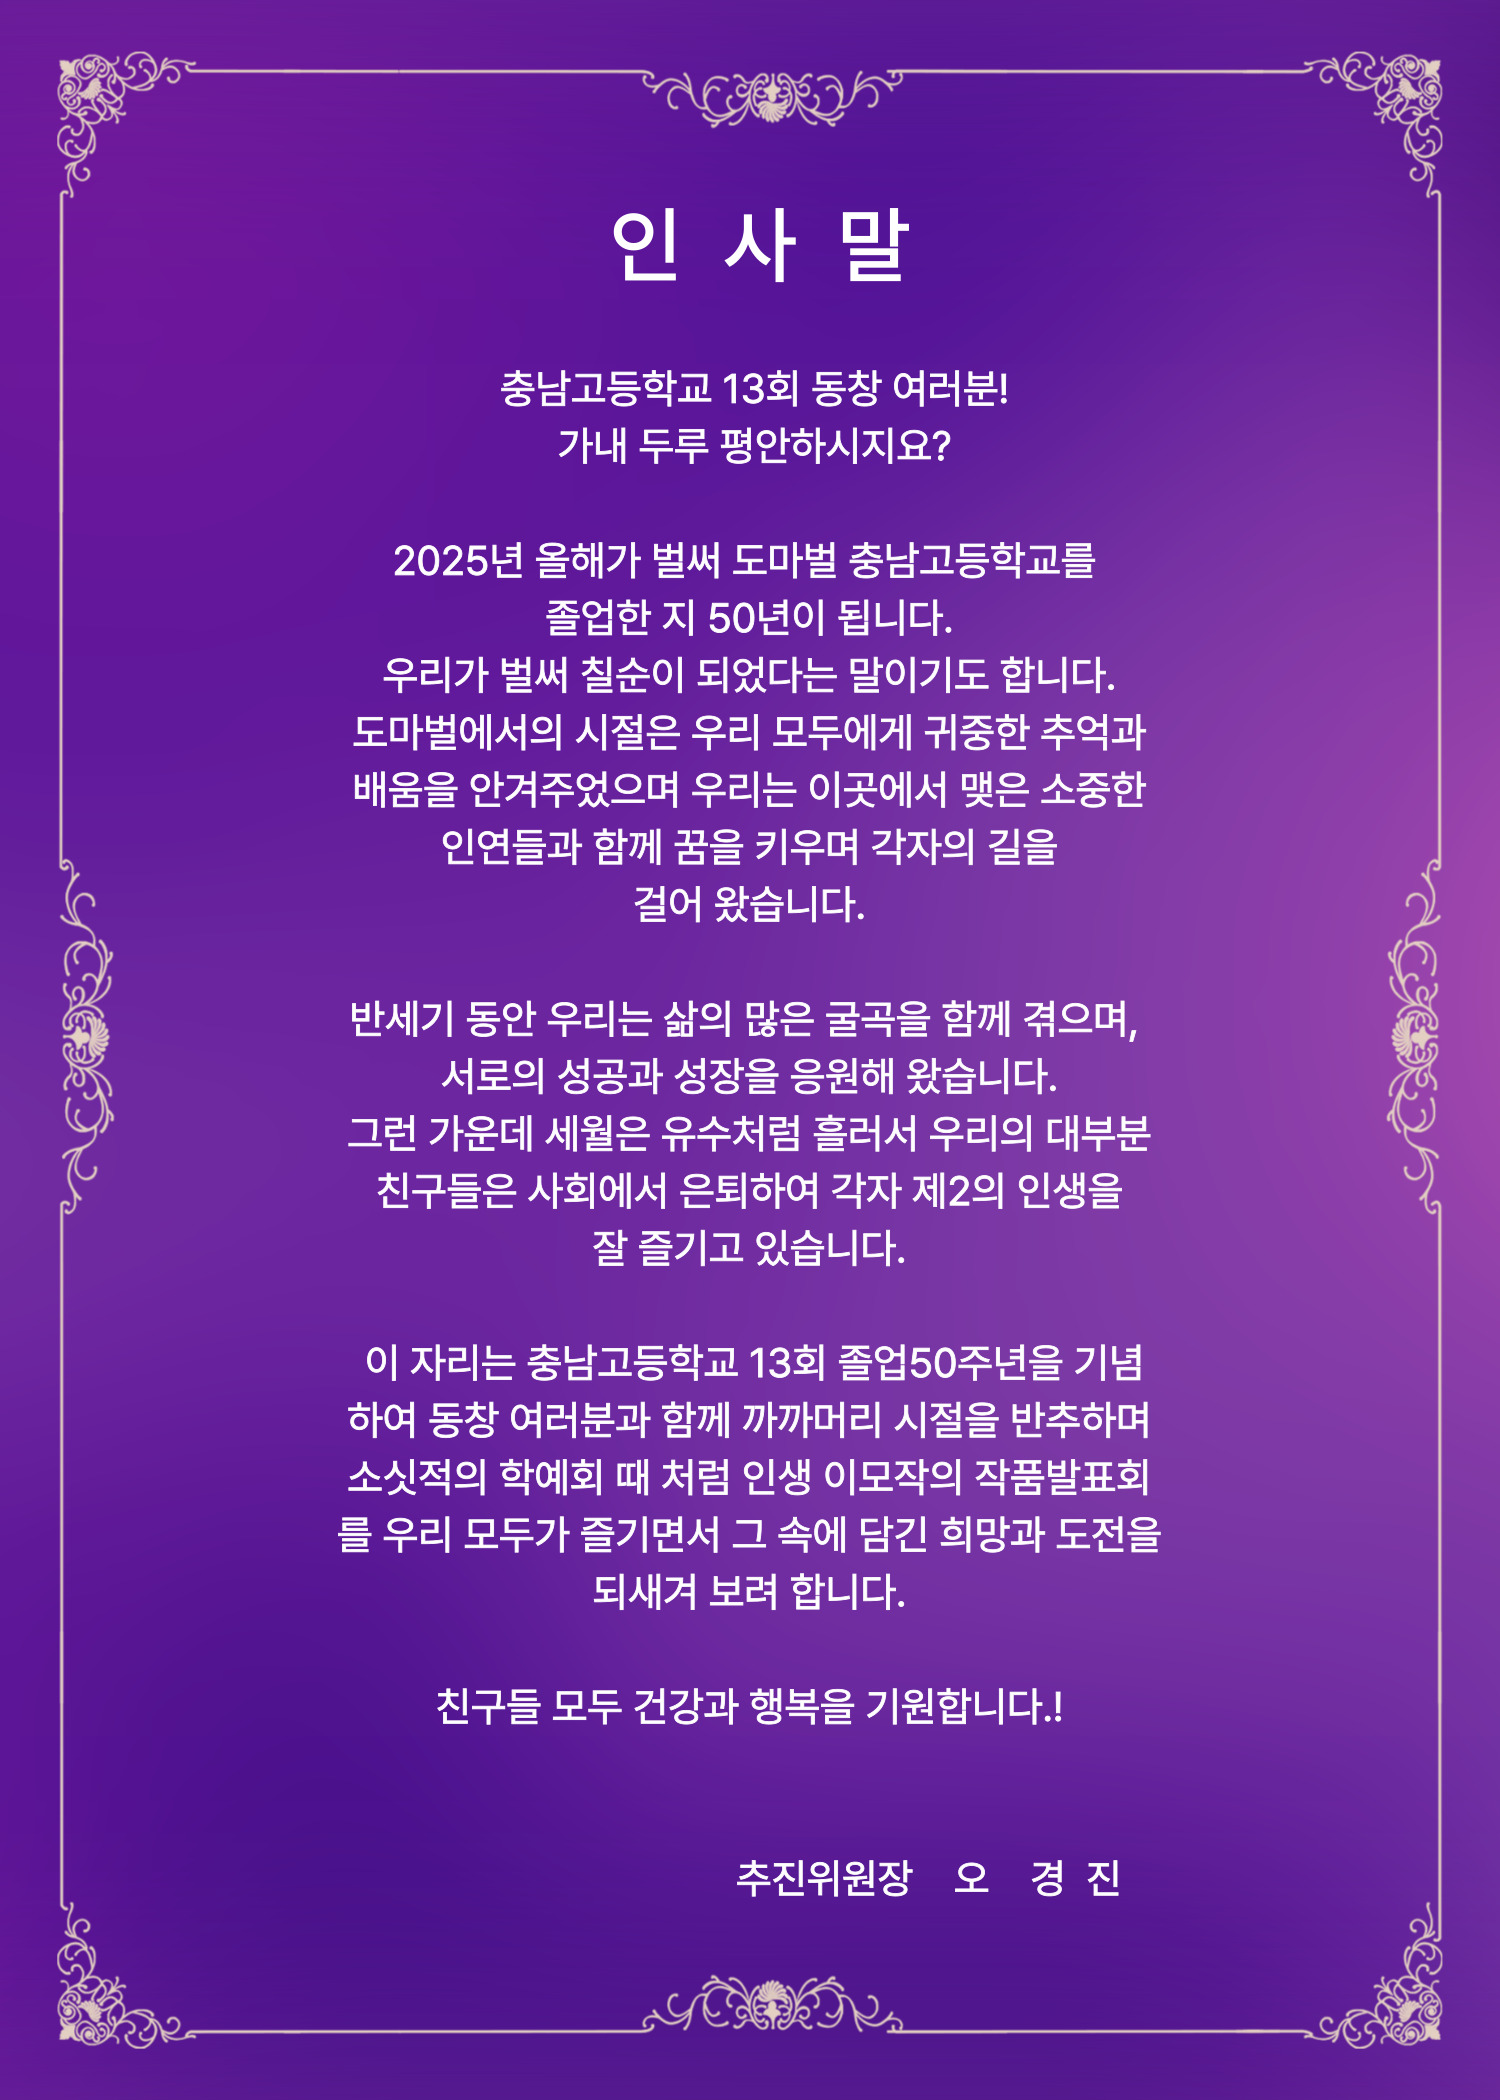 인 사 말
충남고등학교 13회 동창 여러분!
가내 두루 평안하시지요?
2025년 올해가 벌써 도마벌 충남고등학교를
졸업한 지 50년이 됩니다.
우리가 벌써 칠순이 되었다는 말이기도 합니다.
도마벌에서의 시절은 우리 모두에게 귀중한 추억과
배움을 안겨주었으며 우리는 이곳에서 맺은 소중한
인연들과 함께 꿈을 키우며 각자의 길을
걸어 왔습니다.
반세기 동안 우리는 삶의 많은 굴곡을 함께 겪으며,
서로의 성공과 성장을 응원해 왔습니다.
그런 가운데 세월은 유수처럼 흘러서 우리의 대부분
친구들은 사회에서 은퇴하여 각자 제2의 인생을
잘 즐기고 있습니다.
이 자리는 충남고등학교 13회 졸업50주년을 기념
하여 동창 여러분과 함께 까까머리 시절을 반추하며
소싯적의 학예회 때 처럼 인생 이모작의 작품발표회
를 우리 모두가 즐기면서 그 속에 담긴 희망과 도전을
되새겨 보려 합니다.
친구들 모두 건강과 행복을 기원합니다.!
추진위원장 오 경 진